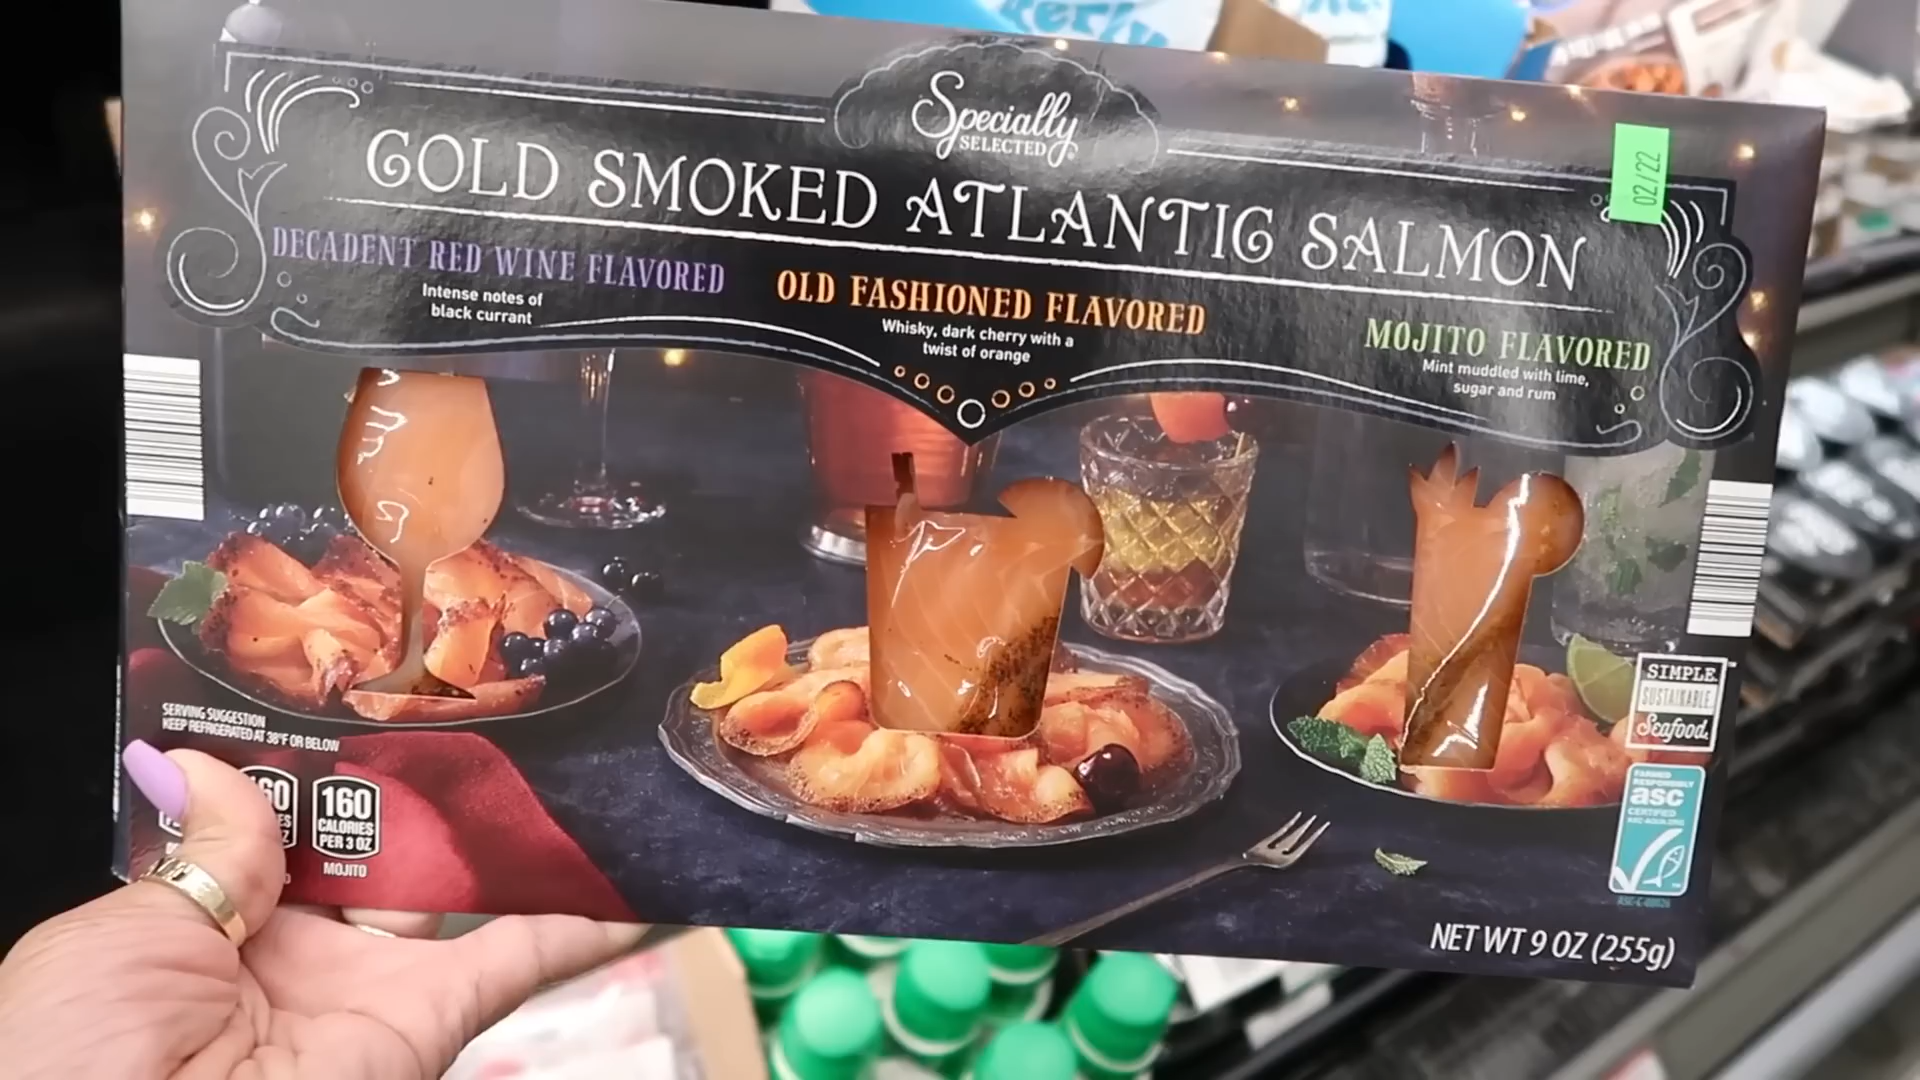 Specially
SELECTED
COLD SMOKED ATLANTIC SALMON
02/22
DECADENT RED WINE FLAVORED
Intense notes of
black currant
OLD FASHIONED FLAVORED
Whisky, dark cherry with a
twist of orange
MOJITO FLAVORED
Mint muddled with lime,
sugar and rum
SERVING SUGGESTION
KEEP REFRIGERATED AT 38°F OR BELOW
160
CALORIES
PER 3 OZ
MOJITO
SIMPLE.
SUSTAINABLE.
Seafood.
FARMED
RESPONSIBLY
asc
CERTIFIED
NET WT 9 OZ (255g)